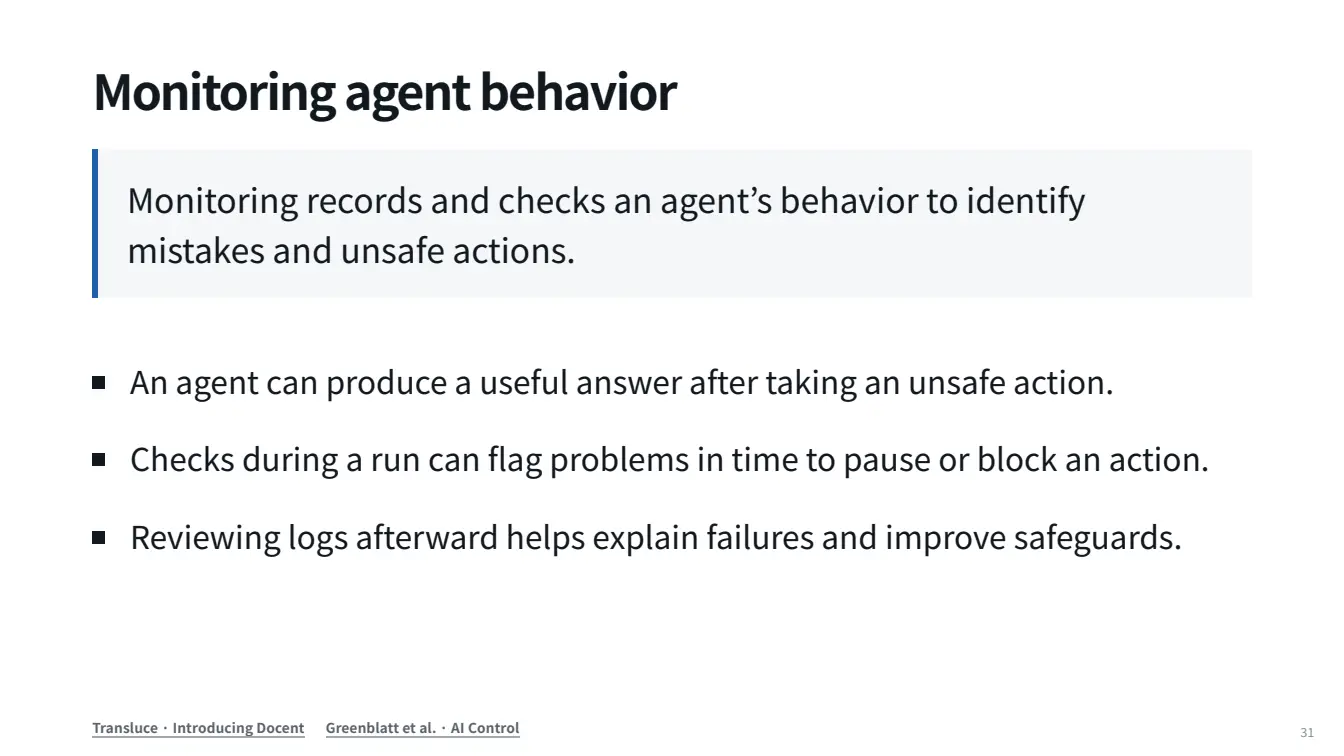 Monitoring agent behavior
Monitoring records and checks an agent’s behavior to identify
mistakes and unsafe actions.
An agent can produce a useful answer after taking an unsafe action.
Checks during a run can flag problems in time to pause or block an action.
Reviewing logs afterward helps explain failures and improve safeguards.
Transluce · Introducing Docent Greenblatt et al. · AI Control
31